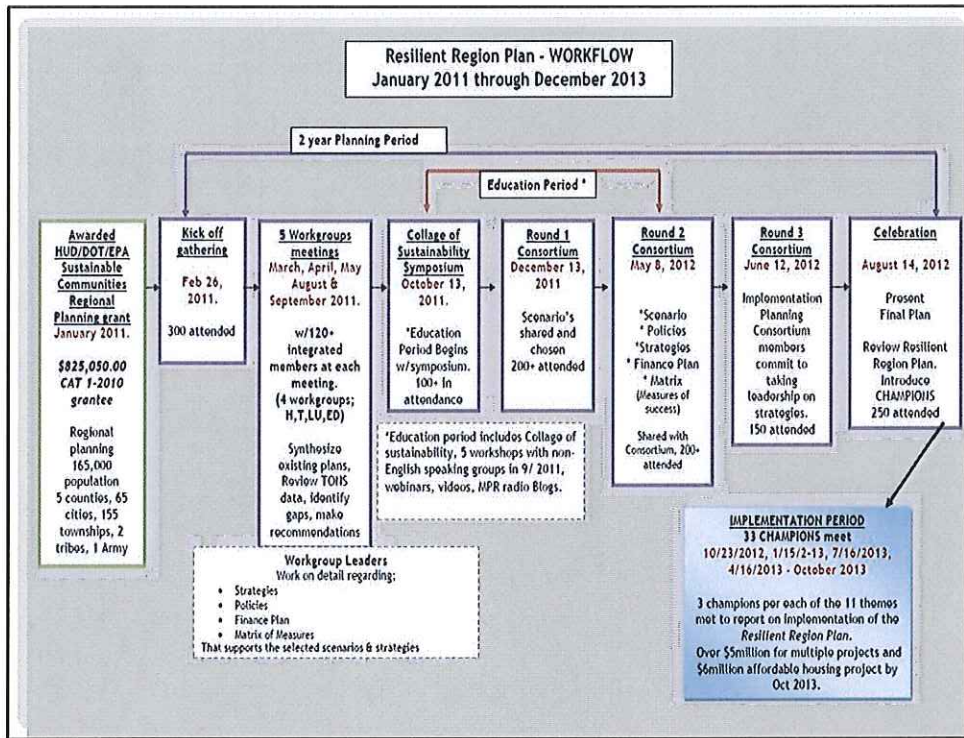 Resilient Region Plan - WORKFLOW
January 2011 through December 2013
2 year Planning Period
Education Period *
Awarded
HUD/DOT/EPA
Sustainable
Communities
Regional
Planning grant
January 2011.
$825,050.00
CAT 1-2010
grantee
Regional
planning
165,000
population
5 counties, 65
cities, 155
townships, 2
tribes, 1 Army
Kick off
gathering
Feb 26,
2011.
300 attended
5 Workgroups
meetings
March, April, May
August &
September 2011.
w/120+
integrated
members at each
meeting.
(4 workgroups;
H,T,LU,ED)
Synthesize
existing plans,
Review TONS
data, identify
gaps, make
recommendations
Collage of
Sustainability
Symposium
October 13,
2011.
*Education
Period Begins
w/symposium.
100+ in
attendance
Round 1
Consortium
December 13,
2011
Scenario's
shared and
chosen
200+ attended
Round 2
Consortium
May 8, 2012
*Scenario
* Policies
*Strategies
* Finance Plan
* Matrix
(Measures of
success)
Shared with
Consortium, 200+
attended
Round 3
Consortium
June 12, 2012
Implementation
Planning
Consortium
members
commit to
taking
leadership on
strategies.
150 attended
Celebration
August 14, 2012
Present
Final Plan
Review Resilient
Region Plan.
Introduce
CHAMPIONS
250 attended
*Education period includes Collage of
sustainability, 5 workshops with non-
English speaking groups in 9/ 2011,
webinars, videos, MPR radio Blogs.
Workgroup Leaders
Work on detail regarding;
• Strategies
• Policies
• Finance Plan
• Matrix of Measures
That supports the selected scenarios & strategies
IMPLEMENTATION PERIOD
33 CHAMPIONS meet
10/23/2012, 1/15/2-13, 7/16/2013,
4/16/2013 - October 2013
3 champions per each of the 11 themes
met to report on implementation of the
Resilient Region Plan.
Over $5million for multiple projects and
$6million affordable housing project by
Oct 2013.